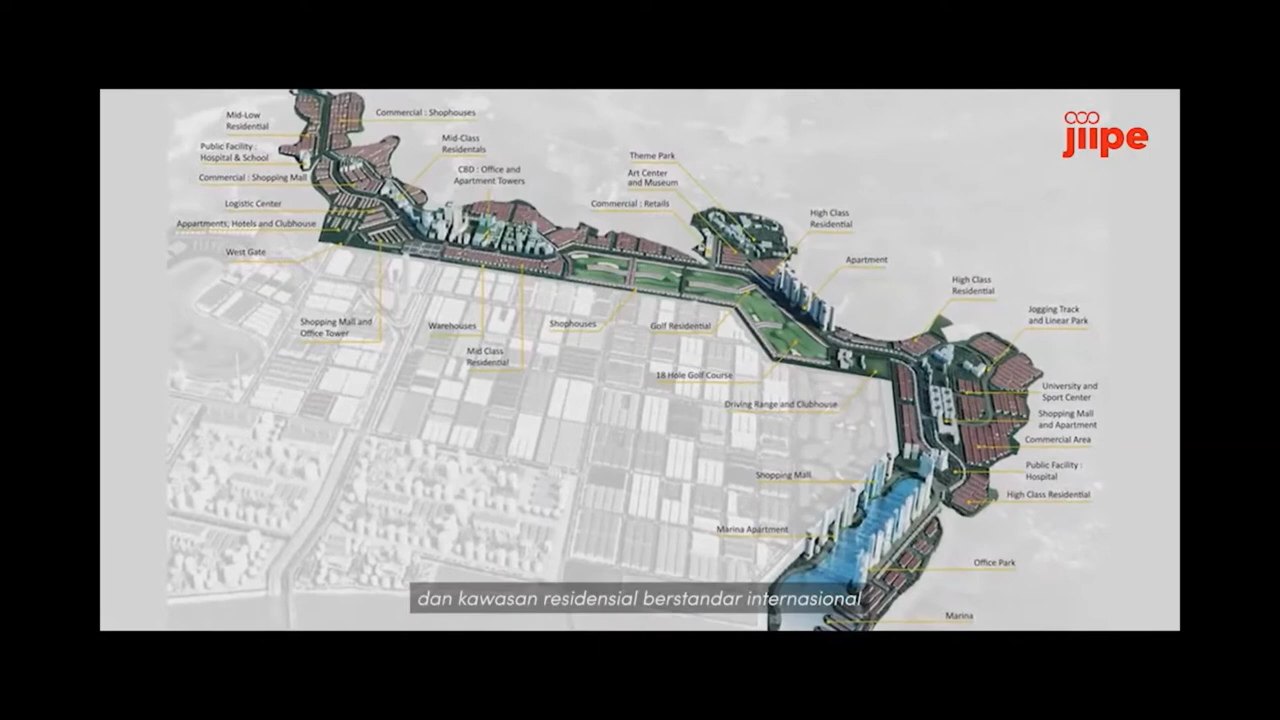 jiipe
Mid-Low
Residential
Commercial : Shophouses
Public Facility :
Hospital & School
Mid-Class
Residentals
Commercial : Shopping Mall
CBD : Office and
Apartment Towers
Logistic Center
Appartments, Hotels and Clubhouse
West Gate
Theme Park
Art Center
and Museum
Commercial : Retails
High Class
Residential
Apartment
High Class
Residential
Jogging Track
and Linear Park
Shopping Mall and
Office Tower
Warehouses
Mid Class
Residential
Shophouses
Golf Residential
18 Hole Golf Course
Driving Range and Clubhouse
University and
Sport Center
Shopping Mall
and Apartment
Commercial Area
Public Facility :
Hospital
High Class Residential
Shopping Mall
Marina Apartment
Office Park
Marina
dan kawasan residensial berstandar internasional